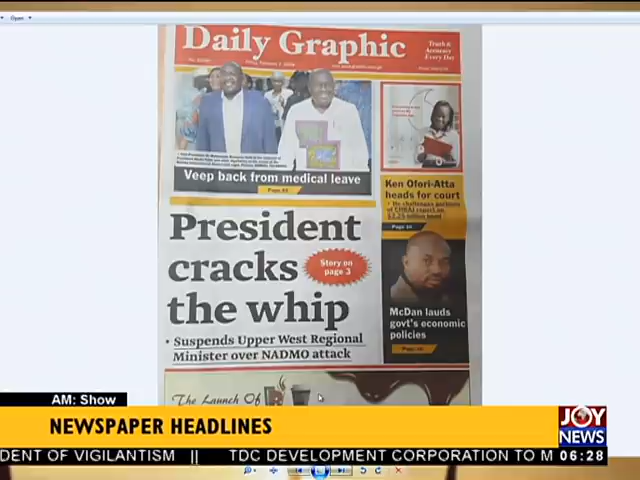 Open
Daily Graphic
Truth &
Accuracy
Every Day
Veep back from medical leave
Ken Ofori-Atta
heads for court
President
cracks
the whip
Story on
page 3
• Suspends Upper West Regional
Minister over NADMO attack
McDan lauds
govt's economic
policies
The Launch Of
AM: Show
NEWSPAPER HEADLINES
JOY
NEWS
DENT OF VIGILANTISM || TDC DEVELOPMENT CORPORATION TO M
06:28